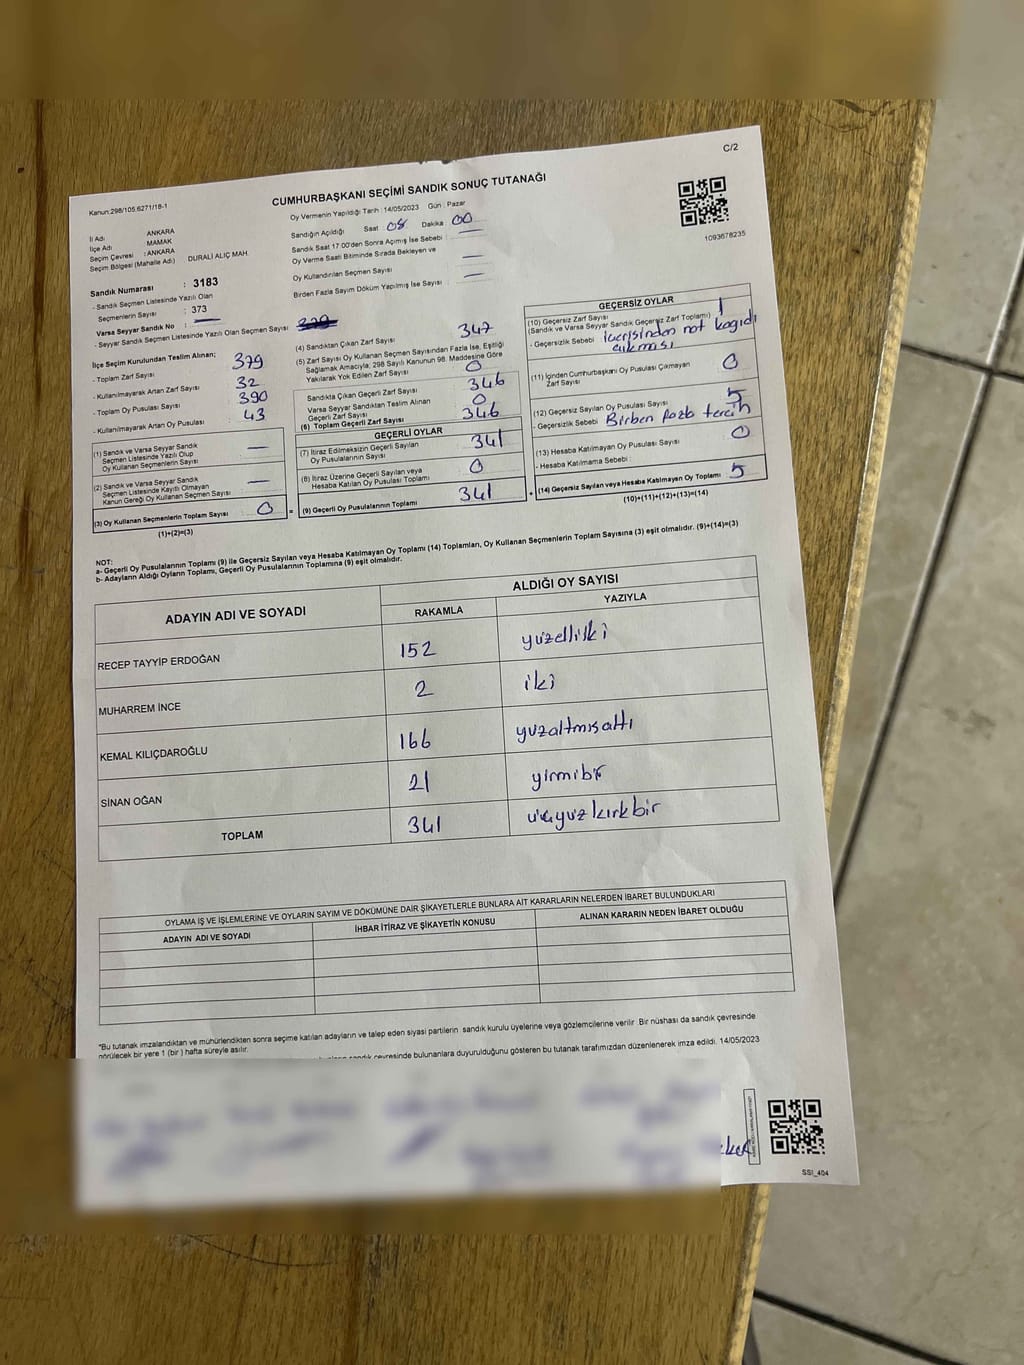 C/2
Kanun:298/105,6271/18-1
CUMHURBAŞKANI SEÇİMİ SANDIK SONUÇ TUTANAĞI
1093678235
Oy Vermenin Yapıldığı Tarih : 14/05/2023 Gün : Pazar
Sandığın Açıldığı Saat : 08 Dakika : 00
Sandık Saat 17:00'den Sonra Açımış İse Sebebi : —
Oy Verme Saati Bitiminde Sırada Bekleyen ve
Oy Kullandırılan Seçmen Sayısı —
Birden Fazla Sayım Döküm Yapılmış İse Sayısı : —
İl Adı : ANKARA
İlçe Adı : MAMAK
Seçim Çevresi : ANKARA
Seçim Bölgesi (Mahalle Adı) : DURALİ ALIÇ MAH.
Sandık Numarası : 3183
- Sandık Seçmen Listesinde Yazılı Olan
Seçmenlerin Sayısı : 373
Varsa Seyyar Sandık No : —
- Seyyar Sandık Seçmen Listesinde Yazılı Olan Seçmen Sayısı
İlçe Seçim Kurulundan Teslim Alınan;
- Toplam Zarf Sayısı 379
- Kullanılmayarak Artan Zarf Sayısı 32
- Toplam Oy Pusulası Sayısı 390
- Kullanılmayarak Artan Oy Pusulası 43
(1) Sandık ve Varsa Seyyar Sandık
Seçmen Listesinde Yazılı Olup
Oy Kullanan Seçmenlerin Sayısı —
(2) Sandık ve Varsa Seyyar Sandık
Seçmen Listesinde Kayıtlı Olmayan
Kanun Gereği Oy Kullanan Seçmen Sayısı —
(3) Oy Kullanan Seçmenlerin Toplam Sayısı 0 =
(1)+(2)=(3)
(4) Sandıktan Çıkan Zarf Sayısı 347
(5) Zarf Sayısı Oy Kullanan Seçmen Sayısından Fazla İse, Eşitliği
Sağlamak Amacıyla; 298 Sayılı Kanunun 98. Maddesine Göre
Yakılarak Yok Edilen Zarf Sayısı 0
Sandıkta Çıkan Geçerli Zarf Sayısı 346
Varsa Seyyar Sandıktan Teslim Alınan
Geçerli Zarf Sayısı 0
(6) Toplam Geçerli Zarf Sayısı 346
GEÇERLİ OYLAR
(7) İtiraz Edilmeksizin Geçerli Sayılan
Oy Pusulalarının Sayısı 341
(8) İtiraz Üzerine Geçerli Sayılan veya
Hesaba Katılan Oy Pusulası Toplamı 0
(9) Geçerli Oy Pusulalarının Toplamı 341 +
GEÇERSİZ OYLAR
(10) Geçersiz Zarf Sayısı
(Sandık ve Varsa Seyyar Sandık Geçersiz Zarf Toplamı) 1
- Geçersizlik Sebebi : İçerisinden not kagıdı
çıkması
(11) İçinden Cumhurbaşkanı Oy Pusulası Çıkmayan
Zarf Sayısı 0
(12) Geçersiz Sayılan Oy Pusulası Sayısı 5
- Geçersizlik Sebebi : Birden fazla tercih
(13) Hesaba Katılmayan Oy Pusulası Sayısı 0
- Hesaba Katılmama Sebebi :
(14) Geçersiz Sayılan veya Hesaba Katılmayan Oy Toplamı 5
(10)+(11)+(12)+(13)=(14)
NOT:
a- Geçerli Oy Pusulalarının Toplamı (9) ile Geçersiz Sayılan veya Hesaba Katılmayan Oy Toplamı (14) Toplamları, Oy Kullanan Seçmenlerin Toplam Sayısına (3) eşit olmalıdır. (9)+(14)=(3)
b- Adayların Aldığı Oyların Toplamı, Geçerli Oy Pusulalarının Toplamına (9) eşit olmalıdır.
ADAYIN ADI VE SOYADI
ALDIĞI OY SAYISI
RAKAMLA YAZIYLA
RECEP TAYYİP ERDOĞAN 152 yüzelliiki
MUHARREM İNCE 2 iki
KEMAL KILIÇDAROĞLU 166 yüzaltmışaltı
SİNAN OĞAN 21 yirmibir
TOPLAM 341 üçyüzkırkbir
OYLAMA İŞ VE İŞLEMLERİNE VE OYLARIN SAYIM VE DÖKÜMÜNE DAİR ŞİKAYETLERLE BUNLARA AİT KARARLARIN NELERDEN İBARET BULUNDUKLARI
ADAYIN ADI VE SOYADI İHBAR İTİRAZ VE ŞİKAYETİN KONUSU ALINAN KARARIN NEDEN İBARET OLDUĞU
*Bu tutanak imzalandıktan ve mühürlendikten sonra seçime katılan adayların ve talep eden siyasi partilerin sandık kurulu üyelerine veya gözlemcilerine verilir Bir nüshası da sandık çevresinde
görülecek bir yere 1 (bir ) hafta süreyle asılır.
sandık çevresinde bulunanlara duyurulduğunu gösteren bu tutanak tarafımızdan düzenlenerek imza edildi. 14/05/2023
SSI_404